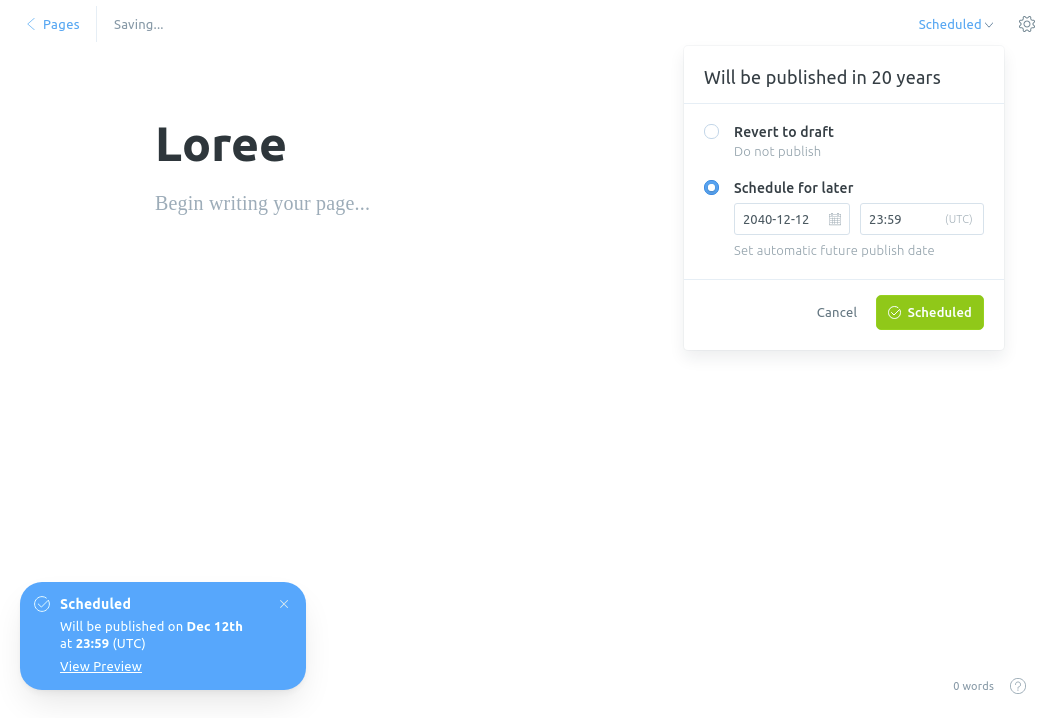 Pages
Saving...
Scheduled
Will be published in 20 years
Loree
Begin writing your page...
Revert to draft
Do not publish
Schedule for later
2040-12-12
23:59 (UTC)
Set automatic future publish date
Cancel
Scheduled
Scheduled
Will be published on Dec 12th
at 23:59 (UTC)
View Preview
0 words
?